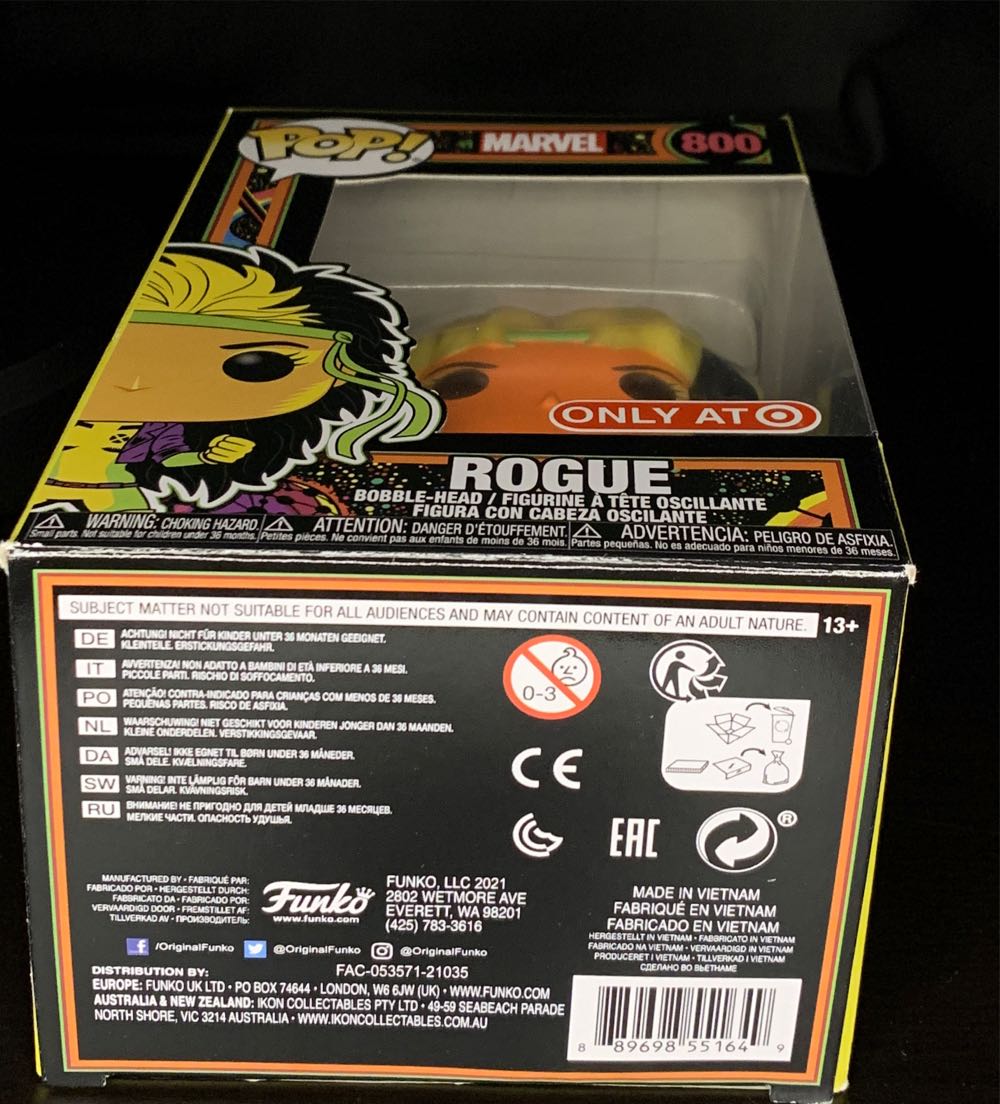 POP!
MARVEL
800
ONLY AT
ROGUE
BOBBLE-HEAD / FIGURINE À TÊTE OSCILLANTE
FIGURA CON CABEZA OSCILANTE
WARNING: CHOKING HAZARD.
Small parts. Not suitable for children under 36 months.
ATTENTION: DANGER D'ÉTOUFFEMENT.
Petites pièces. Ne convient pas aux enfants de moins de 36 mois.
ADVERTENCIA: PELIGRO DE ASFIXIA.
Partes pequeñas. No es adecuado para niños menores de 36 meses.
SUBJECT MATTER NOT SUITABLE FOR ALL AUDIENCES AND MAY CONTAIN CONTENT OF AN ADULT NATURE. 13+
DE ACHTUNG! NICHT FÜR KINDER UNTER 36 MONATEN GEEIGNET.
KLEINTEILE. ERSTICKUNGSGEFAHR.
IT AVVERTENZA! NON ADATTO A BAMBINI DI ETÀ INFERIORE A 36 MESI.
PICCOLE PARTI. RISCHIO DI SOFFOCAMENTO.
PO ATENÇÃO! CONTRA-INDICADO PARA CRIANÇAS COM MENOS DE 36 MESES.
PEQUENAS PARTES. RISCO DE ASFIXIA.
NL WAARSCHUWING! NIET GESCHIKT VOOR KINDEREN JONGER DAN 36 MAANDEN.
KLEINE ONDERDELEN. VERSTIKKINGSGEVAAR.
DA ADVARSEL! IKKE EGNET TIL BØRN UNDER 36 MÅNEDER.
SMÅ DELE. KVÆLNINGSFARE.
SW VARNING! INTE LÄMPLIG FÖR BARN UNDER 36 MÅNADER.
SMÅ DELAR. KVÄVNINGSRISK.
RU ВНИМАНИЕ! НЕ ПРИГОДНО ДЛЯ ДЕТЕЙ МЛАДШЕ 36 МЕСЯЦЕВ.
МЕЛКИЕ ЧАСТИ. ОПАСНОСТЬ УДУШЬЯ.
0-3
CE
EAC
®
MANUFACTURED BY • FABRIQUÉ PAR:
FABRICADO POR • HERGESTELLT DURCH:
FABBRICATO DA • FABRICADO POR:
VERVAARDIGD DOOR • FREMSTILLET AF:
TILLVERKAD AV • ПРОИЗВОДИТЕЛЬ:
Funko
www.funko.com
FUNKO, LLC 2021
2802 WETMORE AVE
EVERETT, WA 98201
(425) 783-3616
/OriginalFunko @OriginalFunko @OriginalFunko
FAC-053571-21035
DISTRIBUTION BY:
EUROPE: FUNKO UK LTD • PO BOX 74644 • LONDON, W6 6JW (UK) • WWW.FUNKO.COM
AUSTRALIA & NEW ZEALAND: IKON COLLECTABLES PTY LTD • 49-59 SEABEACH PARADE
NORTH SHORE, VIC 3214 AUSTRALIA • WWW.IKONCOLLECTABLES.COM.AU
MADE IN VIETNAM
FABRIQUÉ EN VIETNAM
FABRICADO EN VIETNAM
HERGESTELLT IN VIETNAM • FABBRICATO IN VIETNAM
FABRICADO NA VIETNAM • VERVAARDIGD IN VIETNAM
PRODUCERET I VIETNAM • TILLVERKAD I VIETNAM
СДЕЛАНО ВО ВЬЕТНАМЕ
8 89698 55164 9